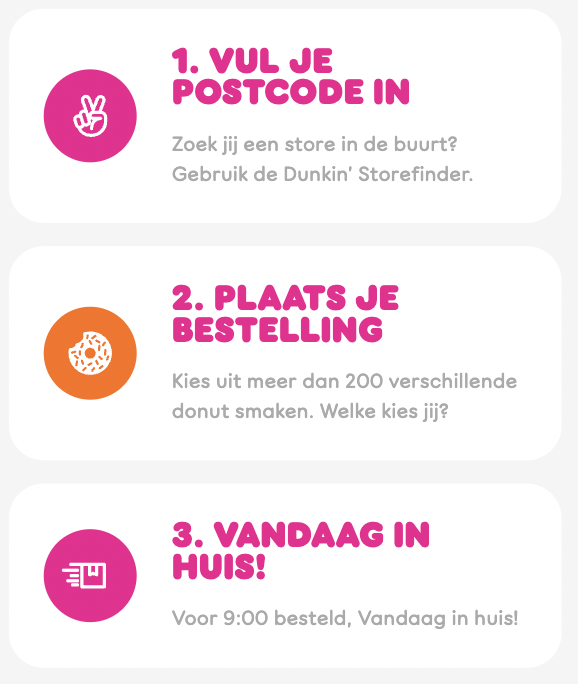 1. VUL JE
POSTCODE IN
Zoek jij een store in de buurt?
Gebruik de Dunkin’ Storefinder.
2. PLAATS JE
BESTELLING
Kies uit meer dan 200 verschillende
donut smaken. Welke kies jij?
3. VANDAAG IN
HUIS!
Voor 9:00 besteld, Vandaag in huis!